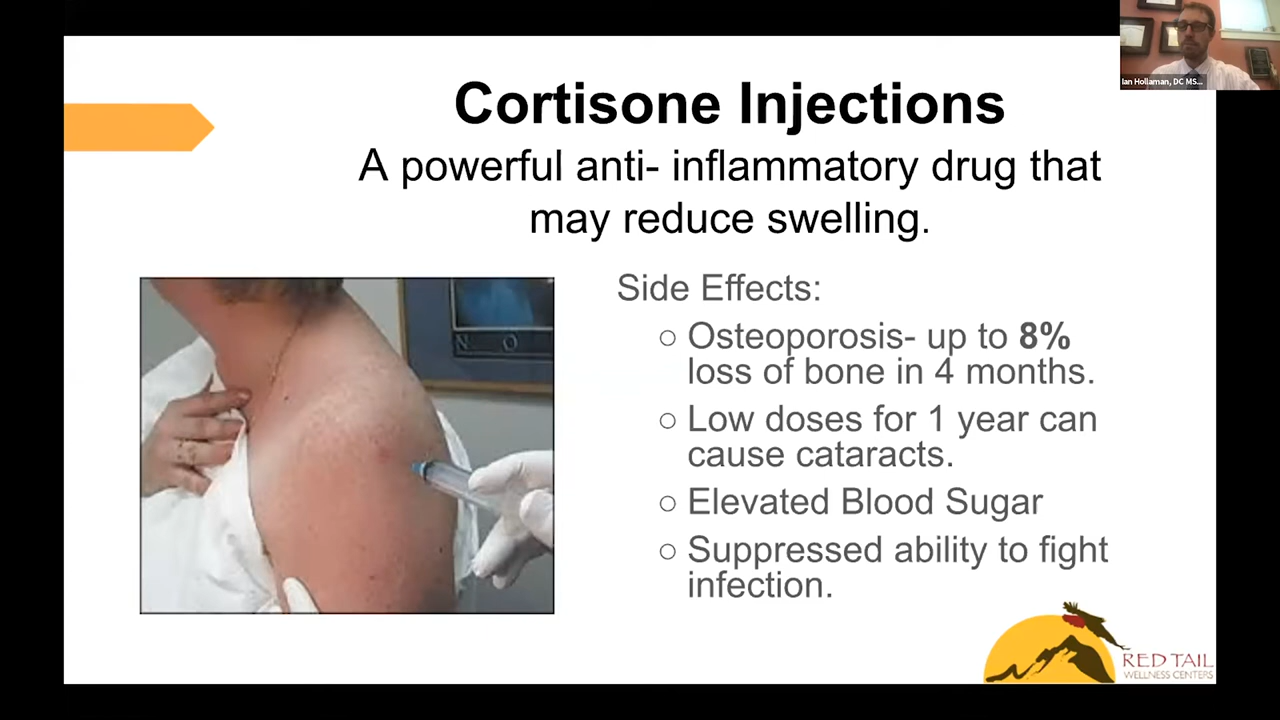 Ian Hollaman, DC MS...
Cortisone Injections
A powerful anti- inflammatory drug that
may reduce swelling.
N O
Side Effects:
○ Osteoporosis- up to 8%
loss of bone in 4 months.
○ Low doses for 1 year can
cause cataracts.
○ Elevated Blood Sugar
○ Suppressed ability to fight
infection.
RED TAIL
WELLNESS CENTERS